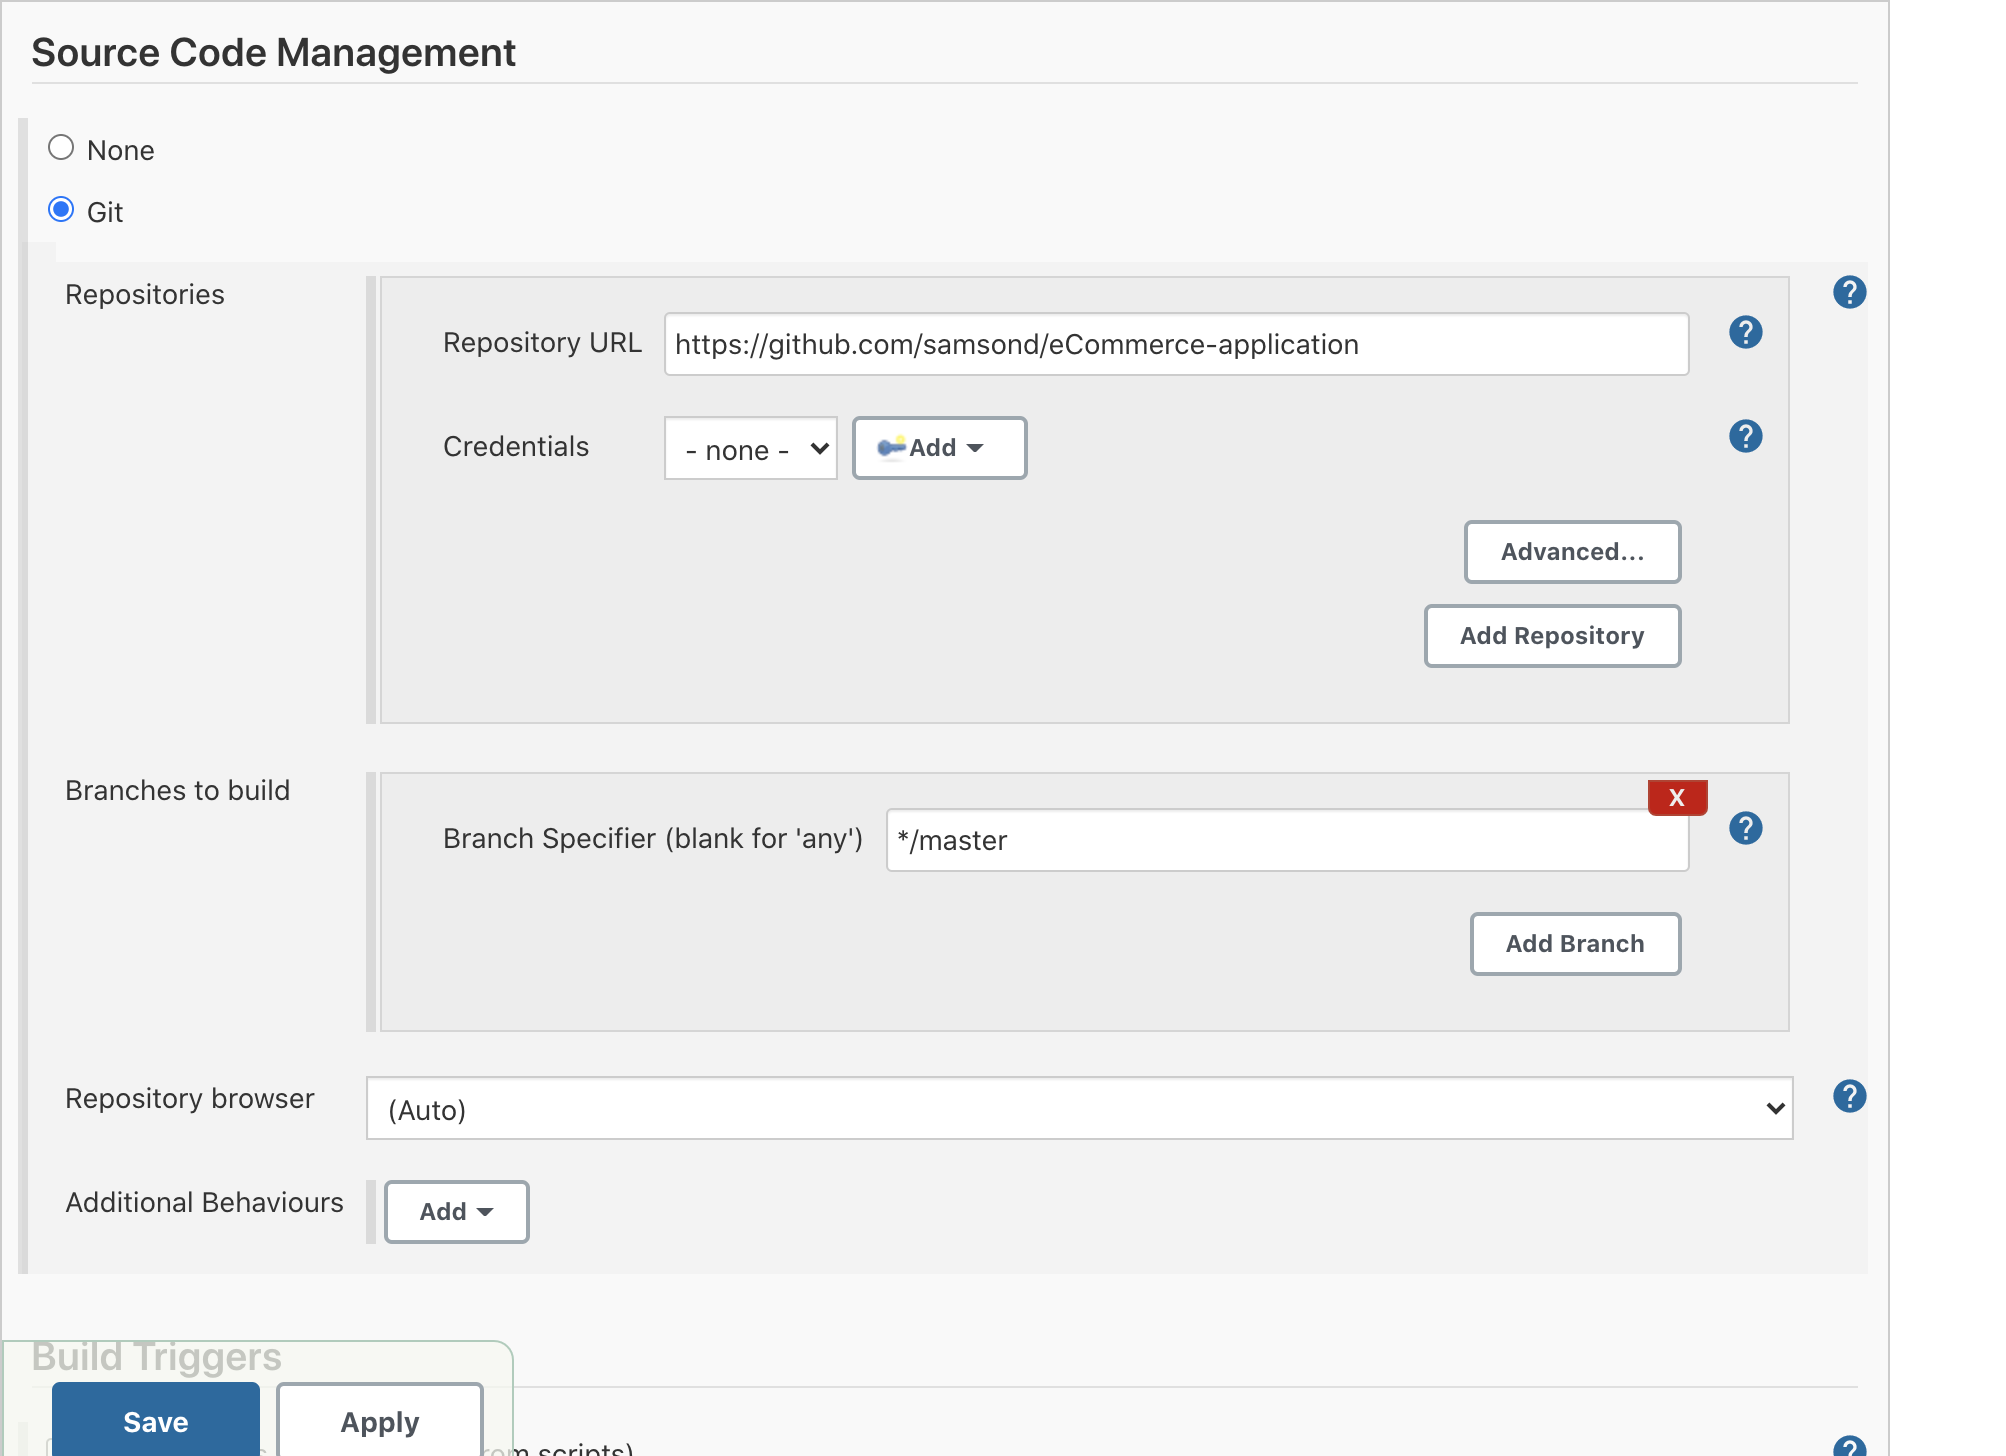 Source Code Management
None
Git
Repositories
?
Repository URL https://github.com/samsond/eCommerce-application ?
Credentials - none - Add ?
Advanced...
Add Repository
Branches to build
X
Branch Specifier (blank for 'any') */master ?
Add Branch
Repository browser (Auto) ?
Additional Behaviours Add
Build Triggers
Save Apply
scripts) ?